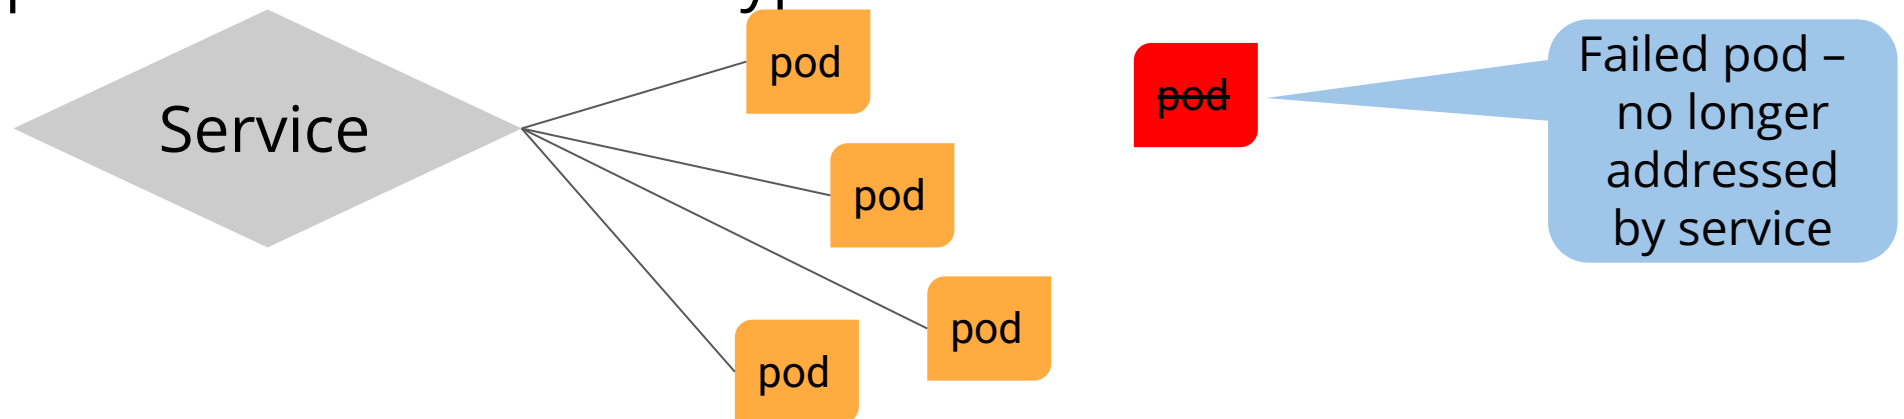 Service
pod
pod
pod
pod
pod
Failed pod –
no longer
addressed
by service